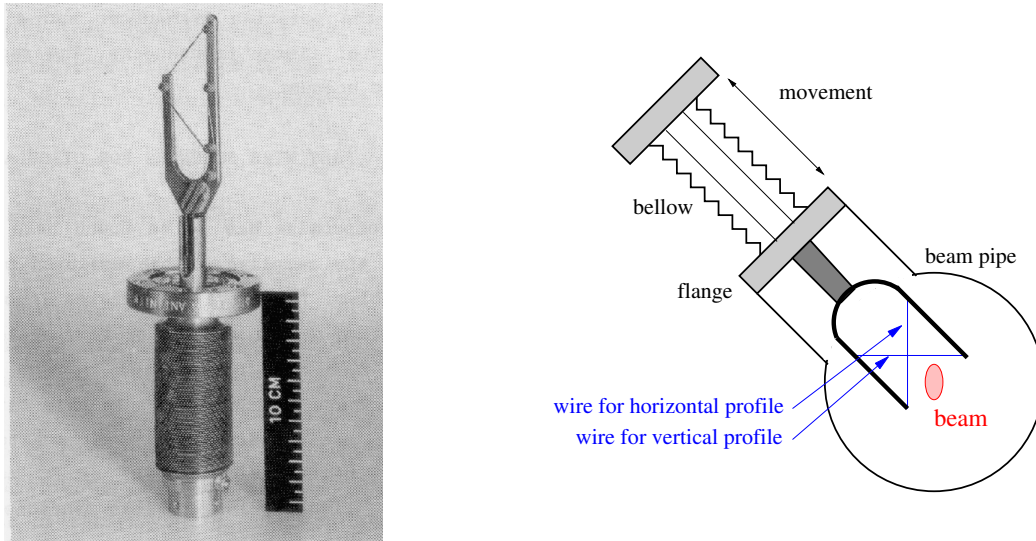 10 CM
movement
bellow
flange
beam pipe
wire for horizontal profile
wire for vertical profile
beam